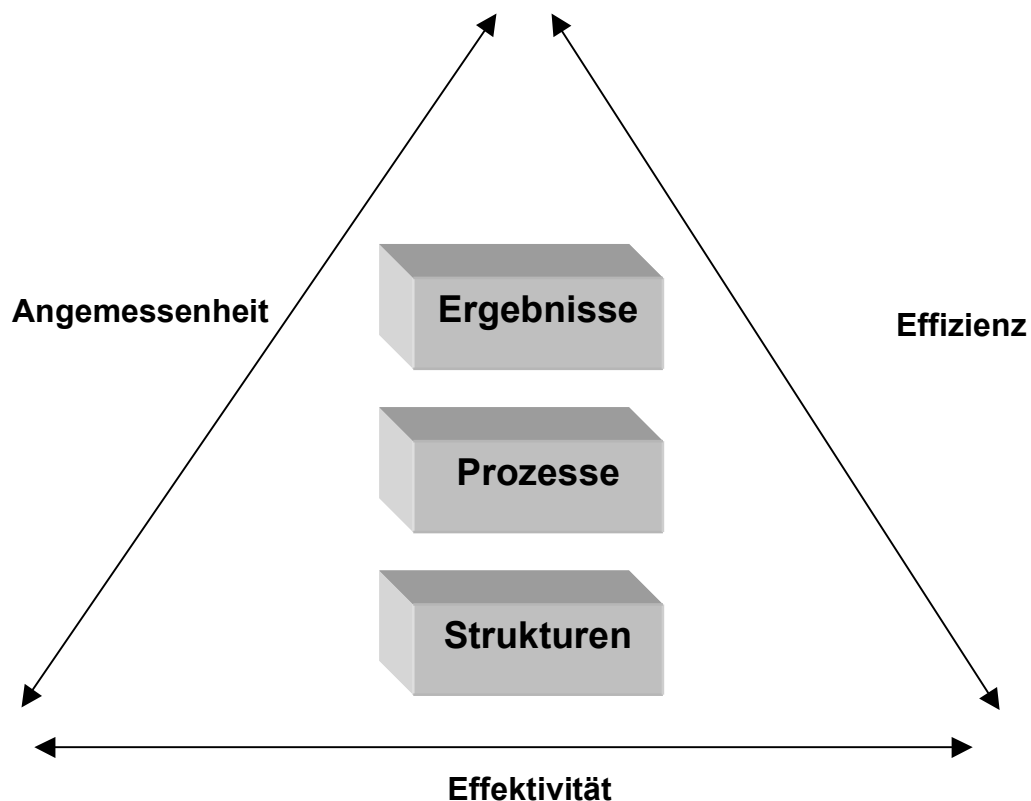 Ergebnisse
Angemessenheit
Effizienz
Prozesse
Strukturen
Effektivität